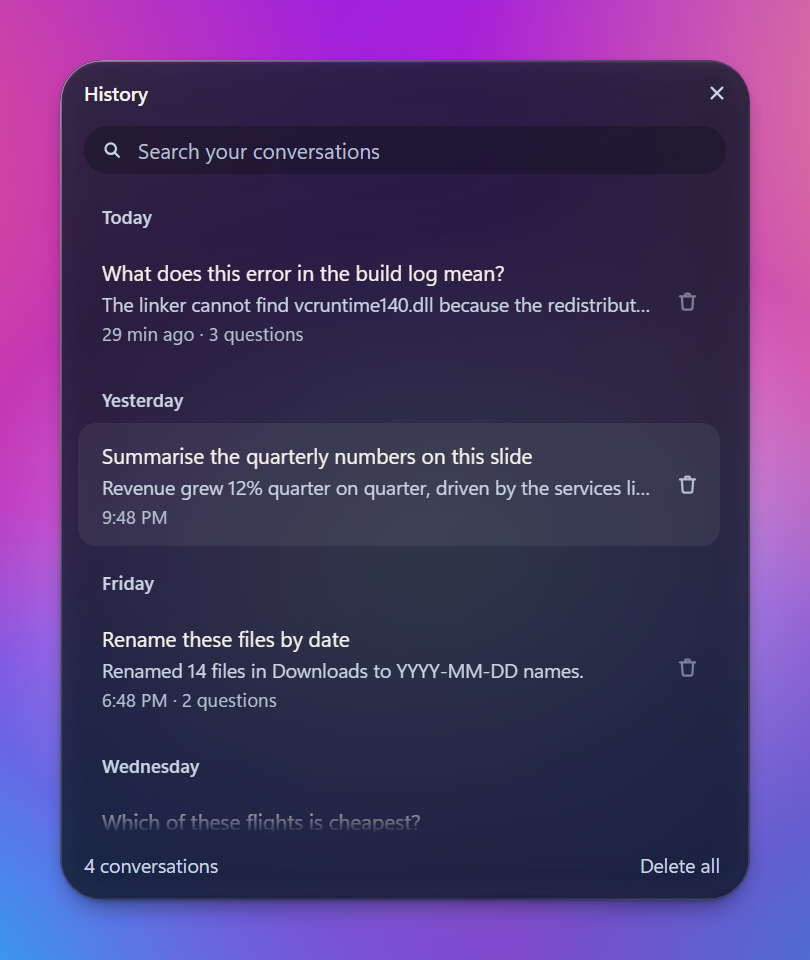 History
Search your conversations
Today
What does this error in the build log mean?
The linker cannot find vcruntime140.dll because the redistribut...
29 min ago · 3 questions
Yesterday
Summarise the quarterly numbers on this slide
Revenue grew 12% quarter on quarter, driven by the services li...
9:48 PM
Friday
Rename these files by date
Renamed 14 files in Downloads to YYYY-MM-DD names.
6:48 PM · 2 questions
Wednesday
Which of these flights is cheapest?
4 conversations
Delete all